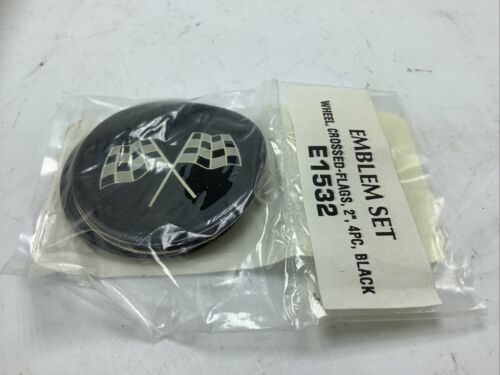 EMBLEM SET
WHEEL, CROSSED-FLAGS, 2" 4PC, BLACK
E1532